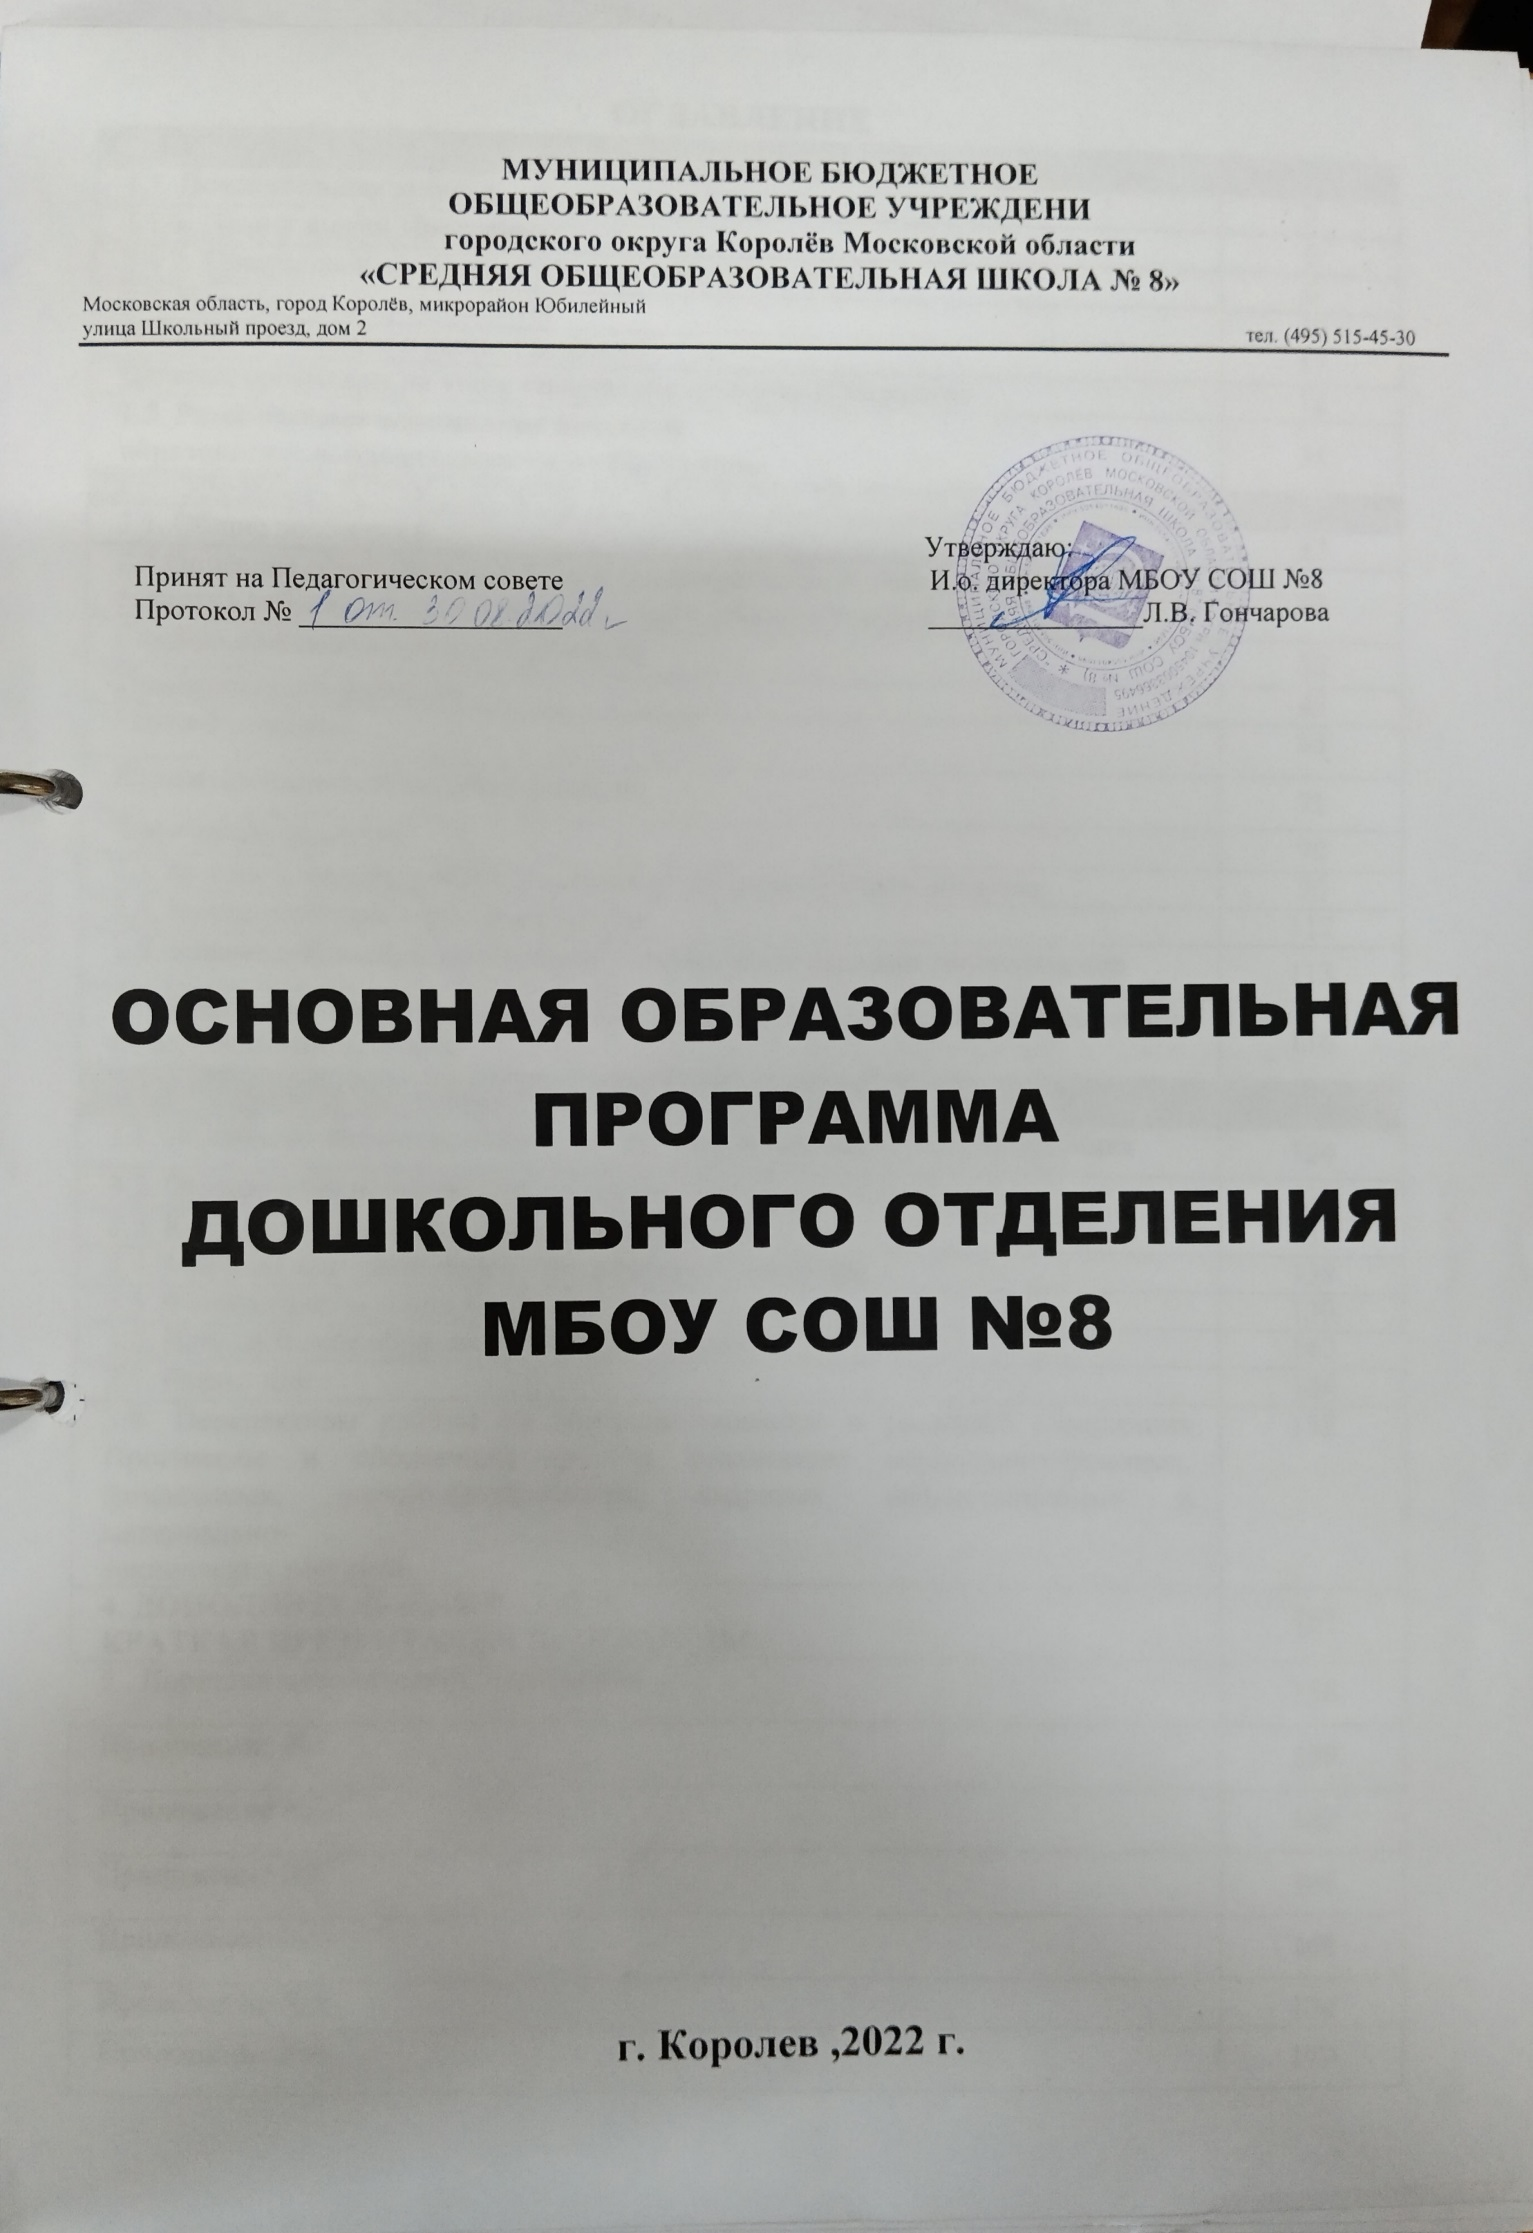 МУНИЦИПАЛЬНОЕ БЮДЖЕТНОЕ
ОБЩЕОБРАЗОВАТЕЛЬНОЕ УЧРЕЖДЕНИ
городского округа Королёв Московской области
«СРЕДНЯЯ ОБЩЕОБРАЗОВАТЕЛЬНАЯ ШКОЛА № 8»
Московская область, город Королёв, микрорайон Юбилейный
улица Школьный проезд, дом 2
тел. (495) 515-45-30
Принят на Педагогическом совете
Протокол № 1 от 30 08.2022 г
Утверждаю:
И.о. директора МБОУ СОШ №8
Л.В. Гончарова
ОСНОВНАЯ ОБРАЗОВАТЕЛЬНАЯ
ПРОГРАММА
ДОШКОЛЬНОГО ОТДЕЛЕНИЯ
МБОУ СОШ №8
г. Королев ,2022 г.